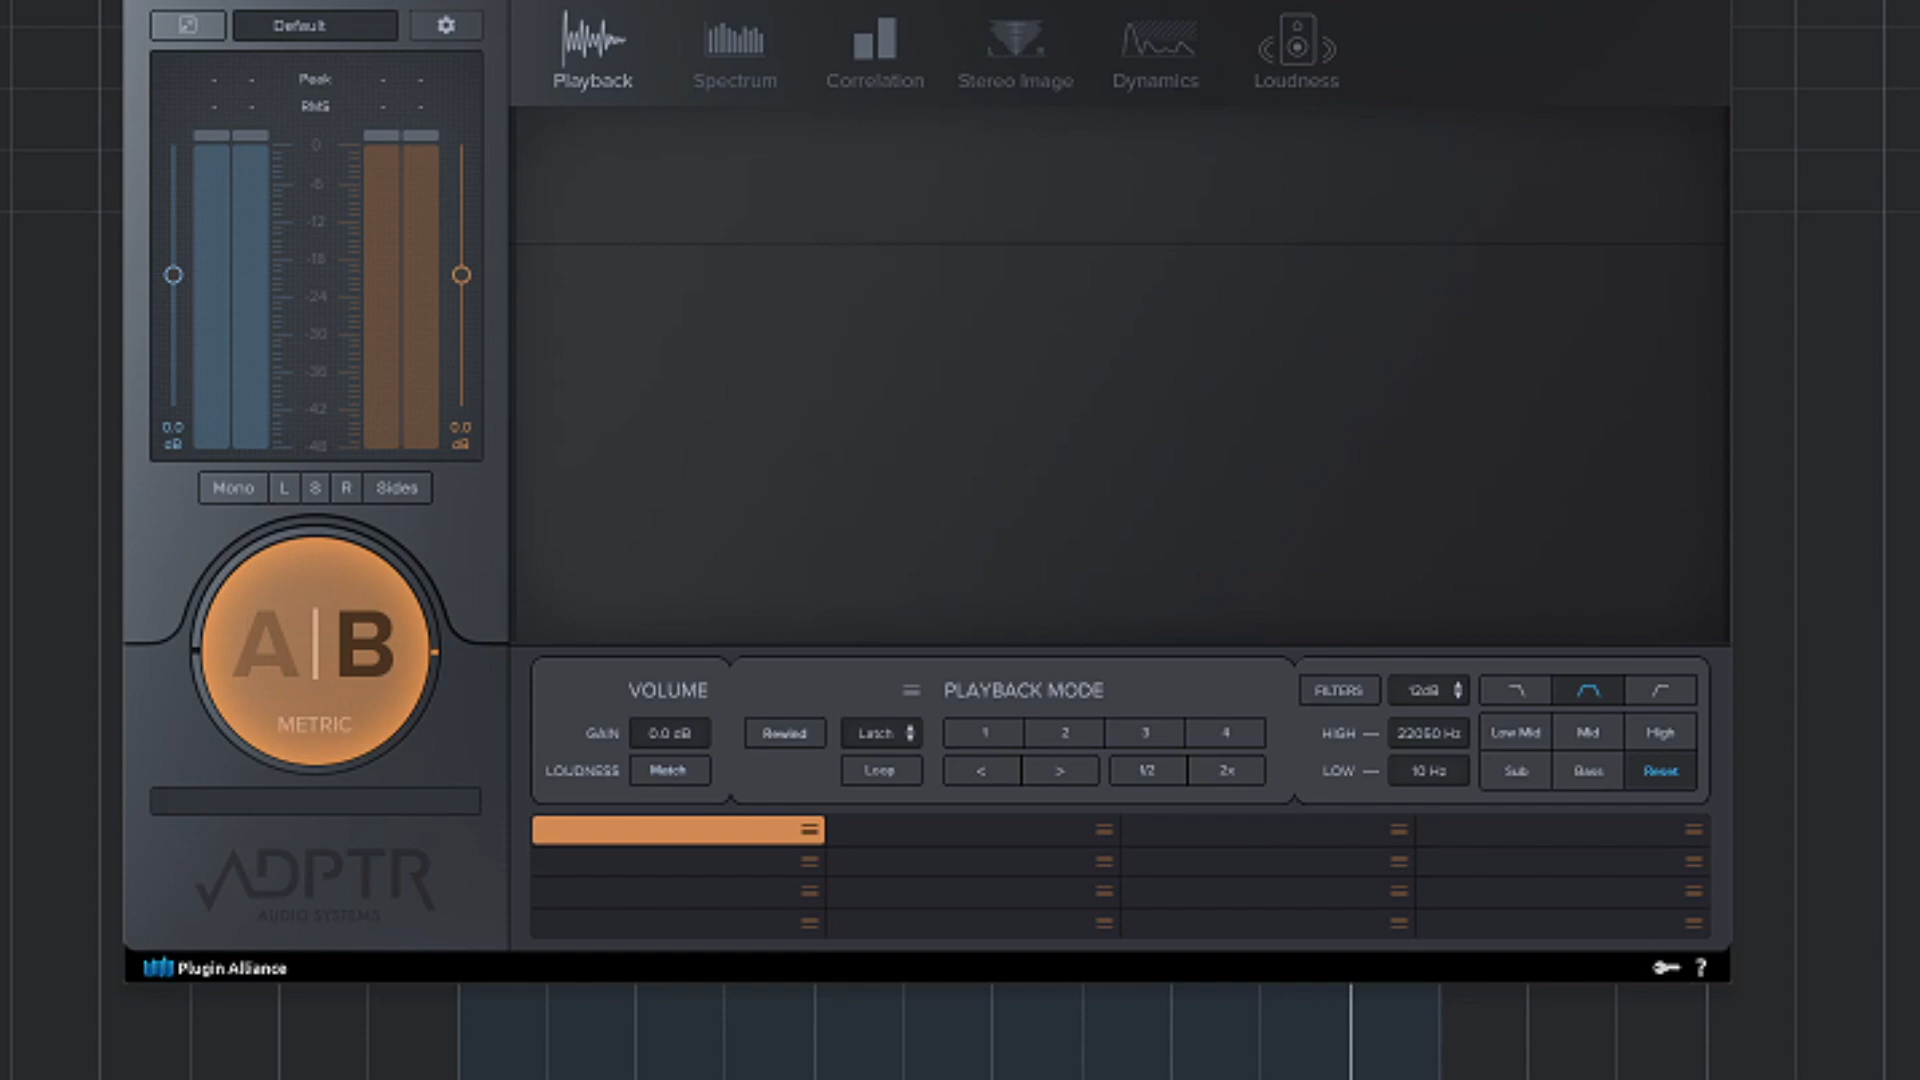 Default
Playback
Spectrum
Correlation
Stereo Image
Dynamics
Loudness
- - Peak - -
- - RMS - -
0
-6
-12
-18
-24
-30
-36
-42
-48
0.0 dB
0.0 dB
Mono L S R Sides
A|B
METRIC
ADPTR
AUDIO SYSTEMS
VOLUME
GAIN 0.0 dB
LOUDNESS Match
PLAYBACK MODE
Rewind Latch 1 2 3 4
Loop < > 1/2 2x
FILTERS 12dB
HIGH 22050 Hz Low Mid Mid High
LOW 10 Hz Sub Bass Reset
Plugin Alliance
?